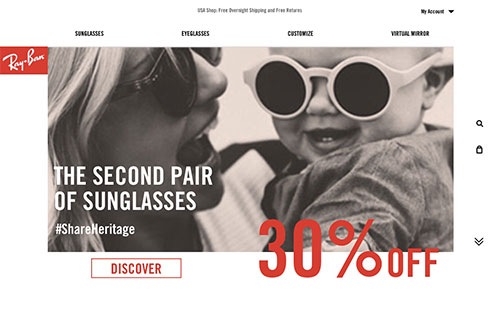 USA Shop: Free Overnight Shipping and Free Returns
My Account
SUNGLASSES
EYEGLASSES
CUSTOMIZE
VIRTUAL MIRROR
Ray-Ban
THE SECOND PAIR
OF SUNGLASSES
#ShareHeritage
30% OFF
DISCOVER